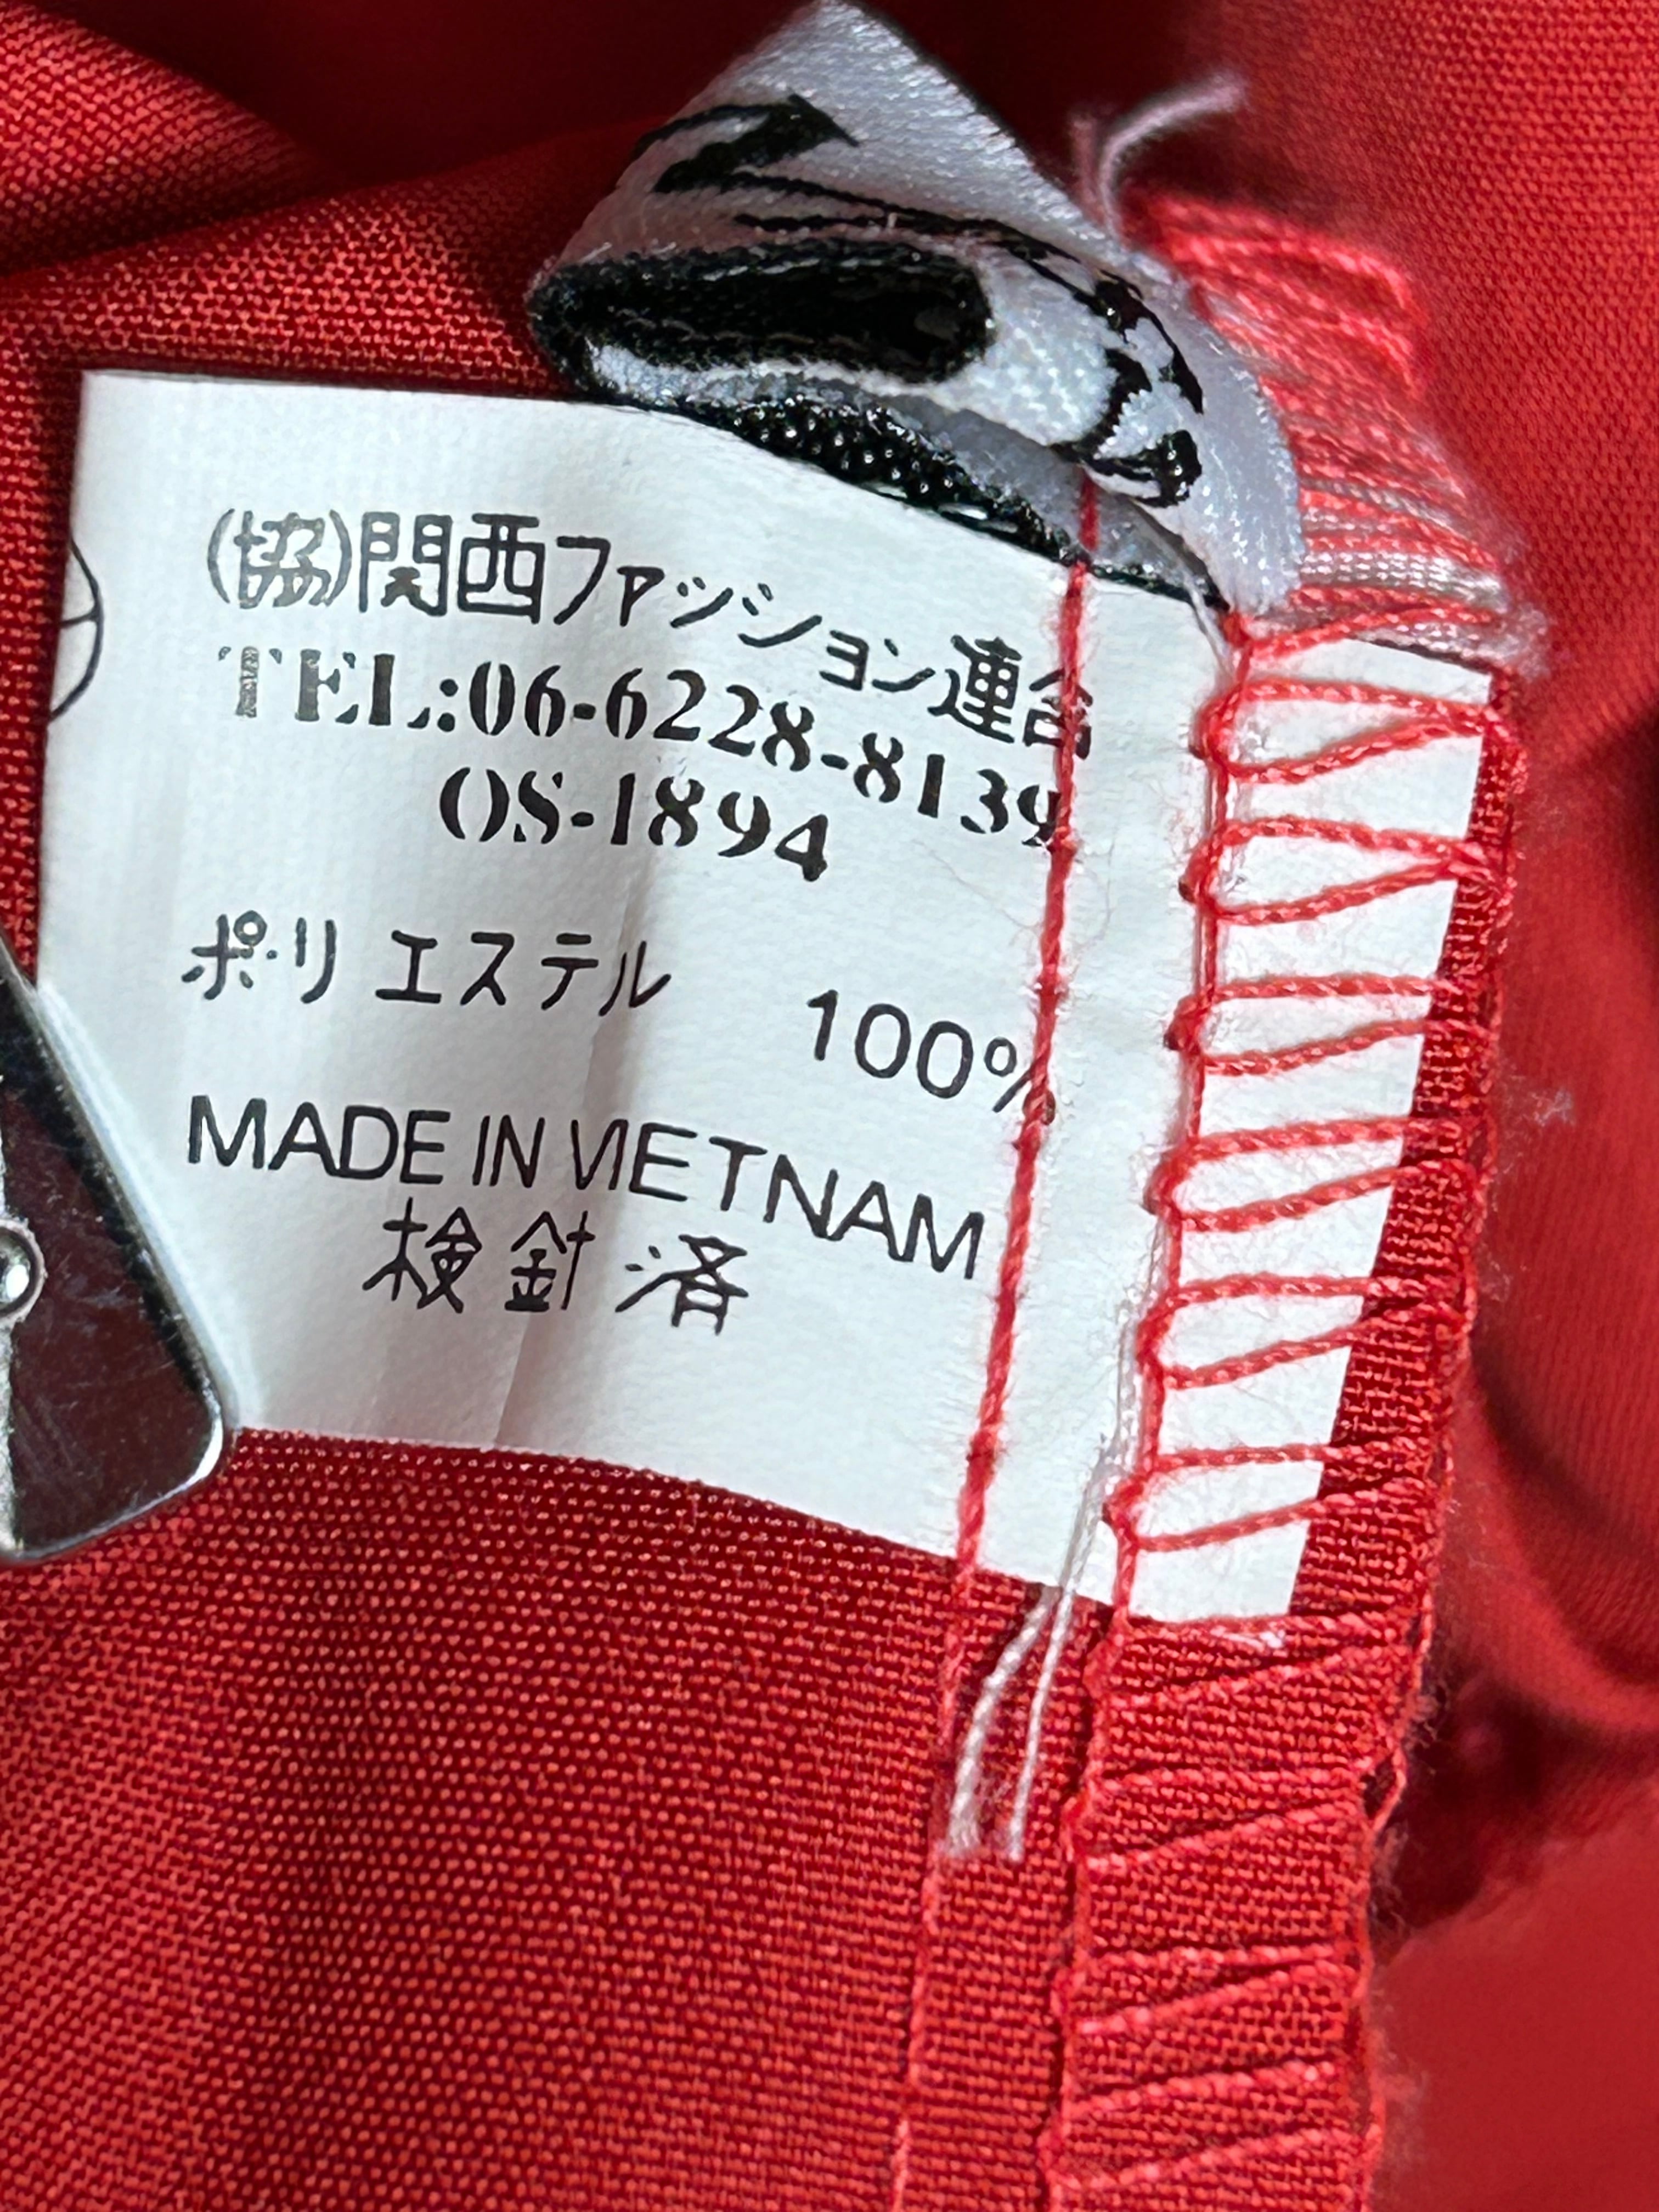 (協)関西ファッション連合
TEL:06-6228-8139
OS-1894
ポリエステル 100%
MADE IN VIETNAM
検針済